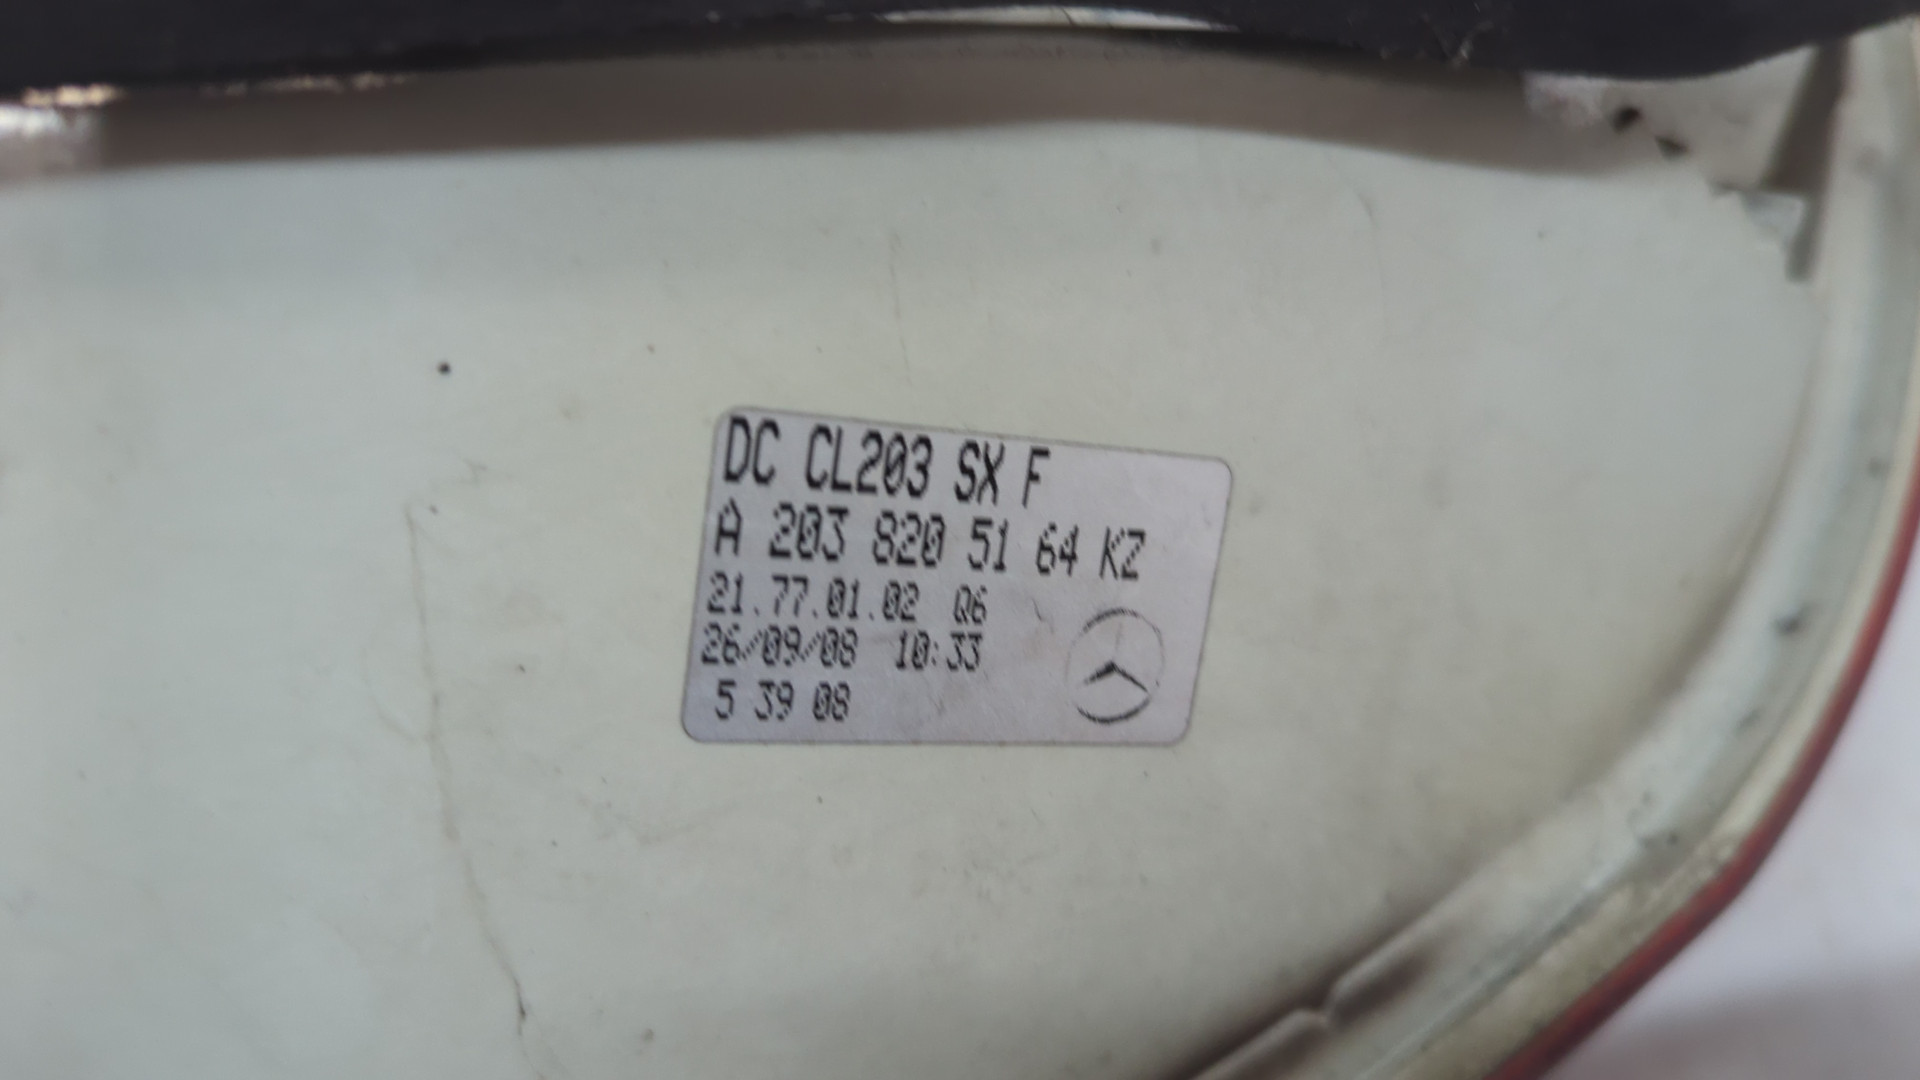 DC CL203 SX F
A 203 820 51 64 KZ
21.77.01.02 Q6
26/09/08 10:33
5 39 08